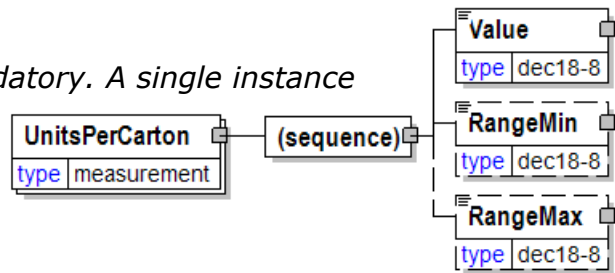 Value
type dec18-8
datory. A single instance
RangeMin
UnitsPerCarton (sequence)
type dec18-8
type measurement
RangeMax
type dec18-8